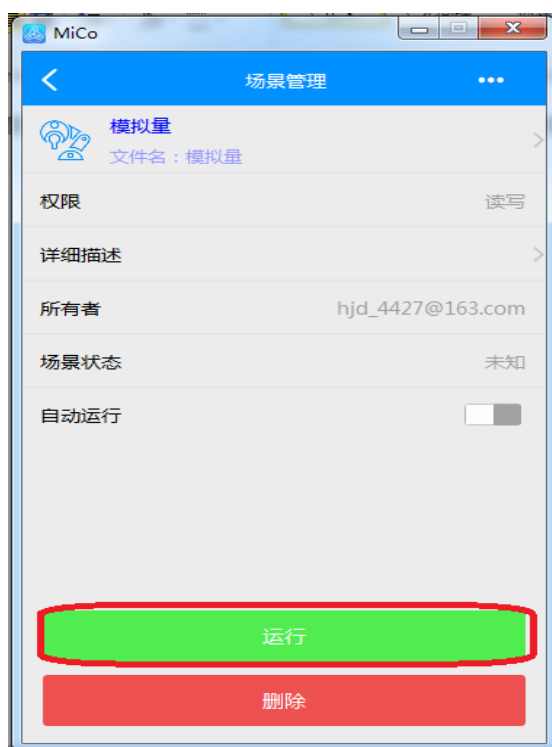 MiCo
场景管理
模拟量
文件名：模拟量
权限 读写
详细描述
所有者 hjd_4427@163.com
场景状态 未知
自动运行
运行
删除